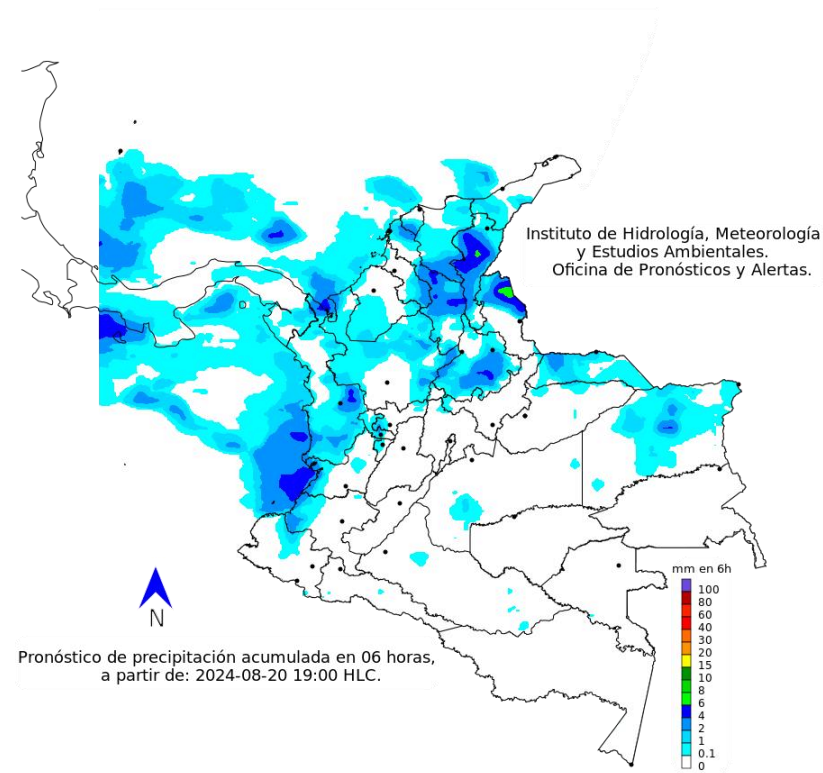 Instituto de Hidrología, Meteorología
y Estudios Ambientales.
Oficina de Pronósticos y Alertas.
mm en 6h
100
80
60
40
30
20
15
10
8
6
4
2
1
0.1
0
N
Pronóstico de precipitación acumulada en 06 horas,
a partir de: 2024-08-20 19:00 HLC.